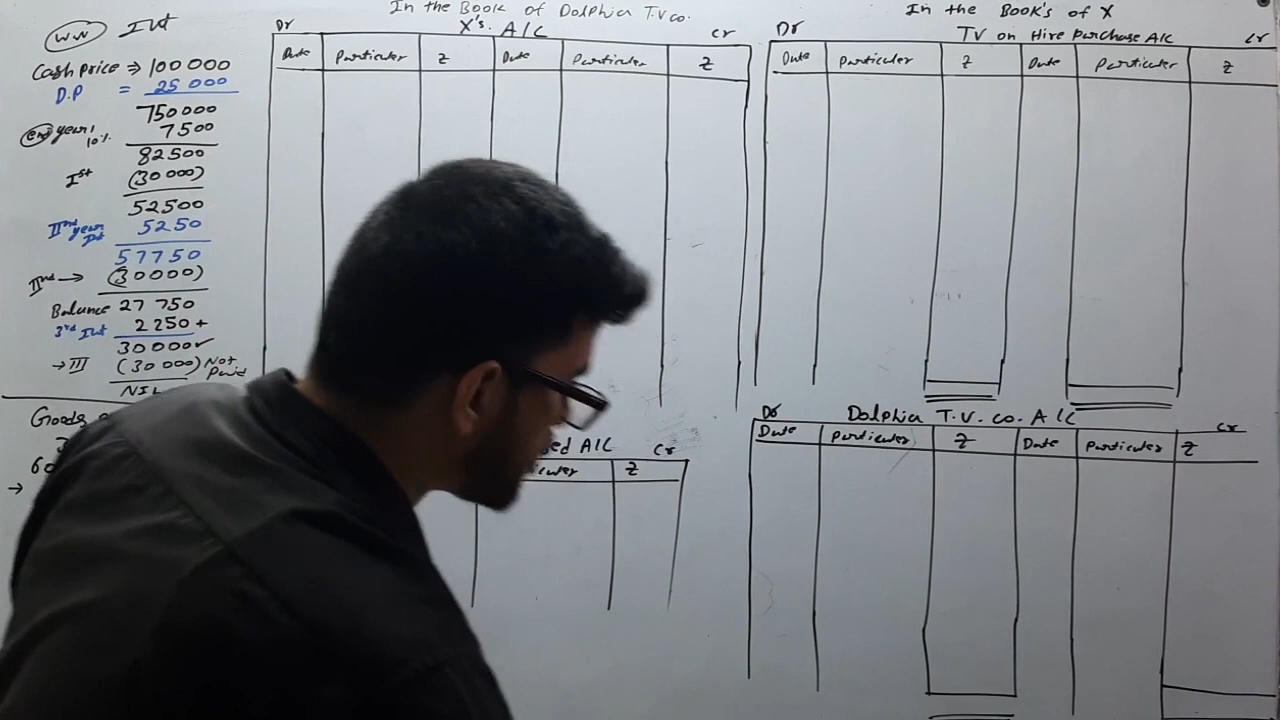 W.N Int
Cash Price ⇒ 100000
D.P = 25000
750000
end year 10% 7500
82500
Ist (30000)
52500
IInd year Int 5250
57750
IInd → (30000)
Balance 27750
3rd Int 2250 +
30000 ✓
→ III (30000) Not Paid
NIL
Goods
60
→
In the Book of Dolphin T.V co.
Dr X's. A/C Cr
Date Particular ₹ Date Particular ₹
ed A/C Cr
iculer ₹
In the Book's of X
Dr TV on Hire purchase A/C Cr
Date Particular ₹ Date Particular ₹
Dr Dolphin T.V. co. A/C Cr
Date Particular ₹ Date Particular ₹